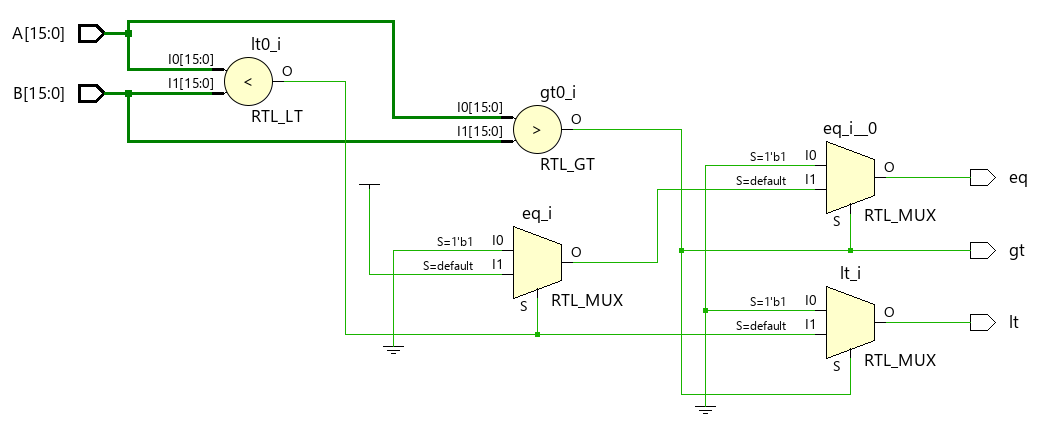 A[15:0]
B[15:0]
lt0_i
I0[15:0]
I1[15:0]
<
O
RTL_LT
gt0_i
I0[15:0]
I1[15:0]
>
O
RTL_GT
eq_i
S=1'b1 I0
S=default I1
S
O
RTL_MUX
eq_i__0
S=1'b1 I0
S=default I1
S
O
RTL_MUX
eq
gt
lt_i
S=1'b1 I0
S=default I1
S
O
RTL_MUX
lt